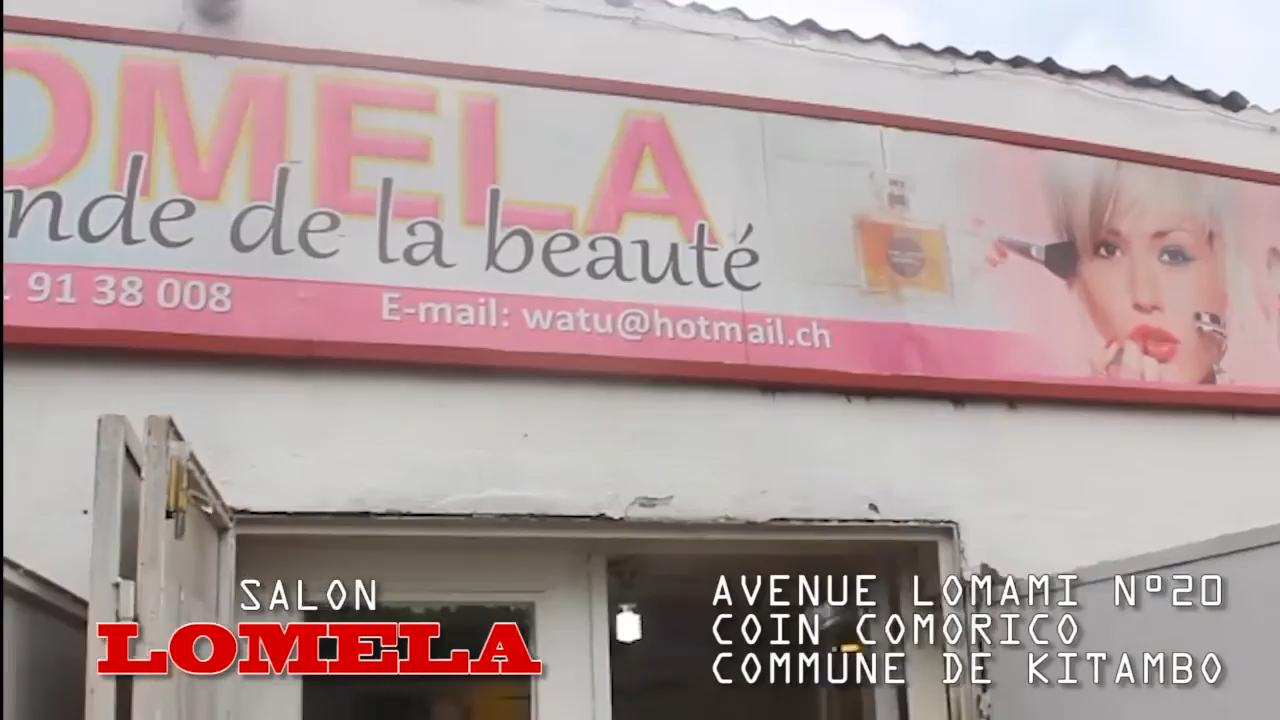 OMELA
nde de la beauté
91 38 008
E-mail: watu@hotmail.ch
SALON
LOMELA
AVENUE LOMAMI Nº20
COIN COMORICO
COMMUNE DE KITAMBO